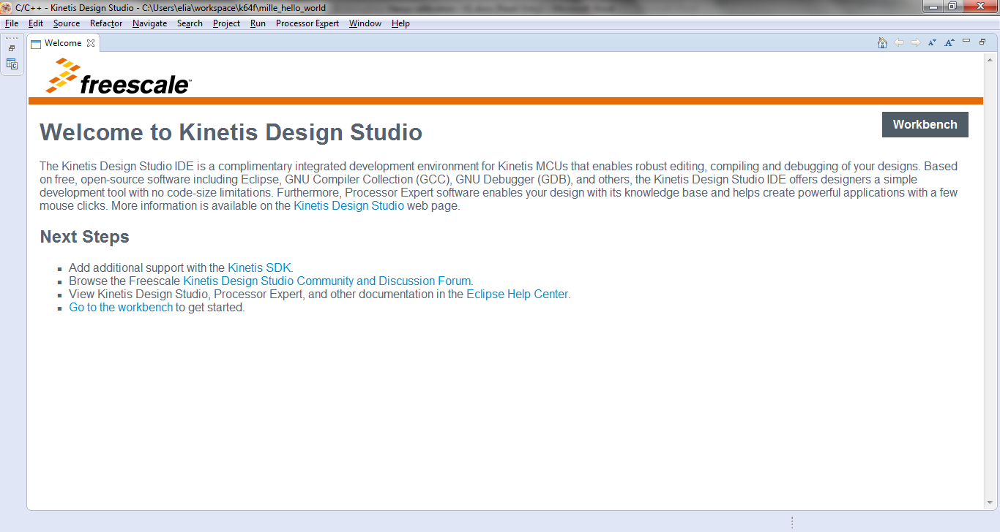 C/C++ - Kinetis Design Studio - C:\Users\elia\workspace\k64f\mille_hello_world
File Edit Source Refactor Navigate Search Project Run Processor Expert Window Help
Welcome
freescale™
Workbench
Welcome to Kinetis Design Studio
The Kinetis Design Studio IDE is a complimentary integrated development environment for Kinetis MCUs that enables robust editing, compiling and debugging of your designs. Based
on free, open-source software including Eclipse, GNU Compiler Collection (GCC), GNU Debugger (GDB), and others, the Kinetis Design Studio IDE offers designers a simple
development tool with no code-size limitations. Furthermore, Processor Expert software enables your design with its knowledge base and helps create powerful applications with a few
mouse clicks. More information is available on the Kinetis Design Studio web page.
Next Steps
Add additional support with the Kinetis SDK.
Browse the Freescale Kinetis Design Studio Community and Discussion Forum.
View Kinetis Design Studio, Processor Expert, and other documentation in the Eclipse Help Center.
Go to the workbench to get started.